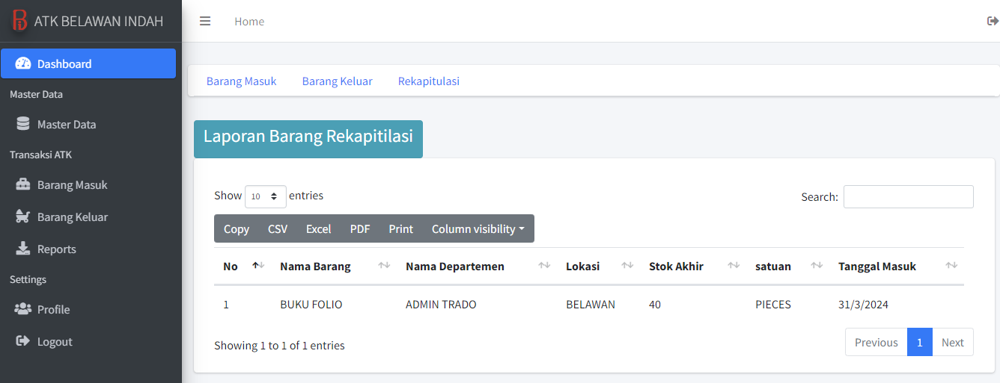 ATK BELAWAN INDAH
Home
Dashboard
Master Data
Master Data
Transaksi ATK
Barang Masuk
Barang Keluar
Reports
Settings
Profile
Logout
Barang Masuk Barang Keluar Rekapitulasi
Laporan Barang Rekapitilasi
Show 10 entries
Search:
Copy CSV Excel PDF Print Column visibility
No Nama Barang Nama Departemen Lokasi Stok Akhir satuan Tanggal Masuk
1 BUKU FOLIO ADMIN TRADO BELAWAN 40 PIECES 31/3/2024
Showing 1 to 1 of 1 entries
Previous 1 Next